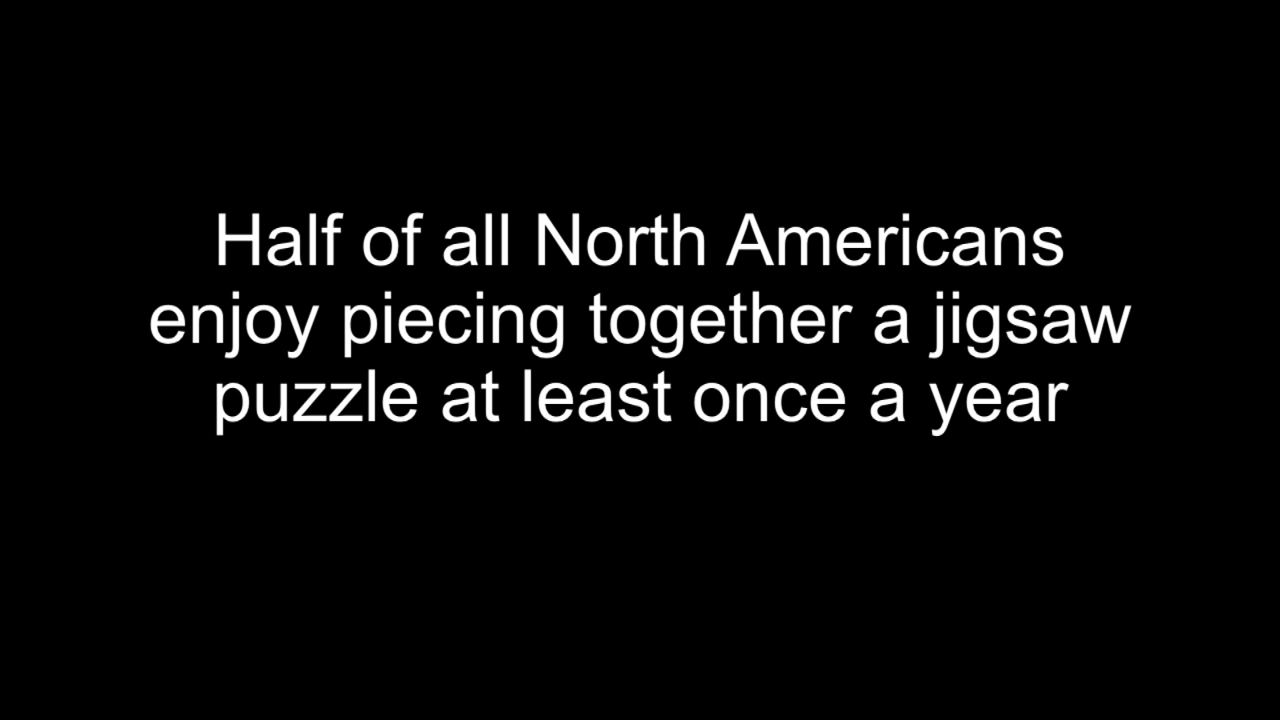 Half of all North Americans
enjoy piecing together a jigsaw
puzzle at least once a year